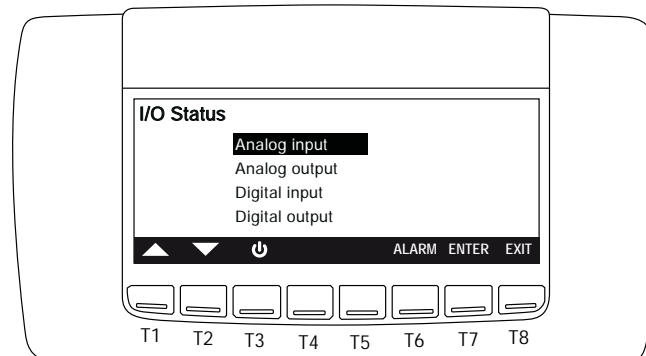 I/O Status
Analog input
Analog output
Digital input
Digital output
ALARM ENTER EXIT
T1 T2 T3 T4 T5 T6 T7 T8